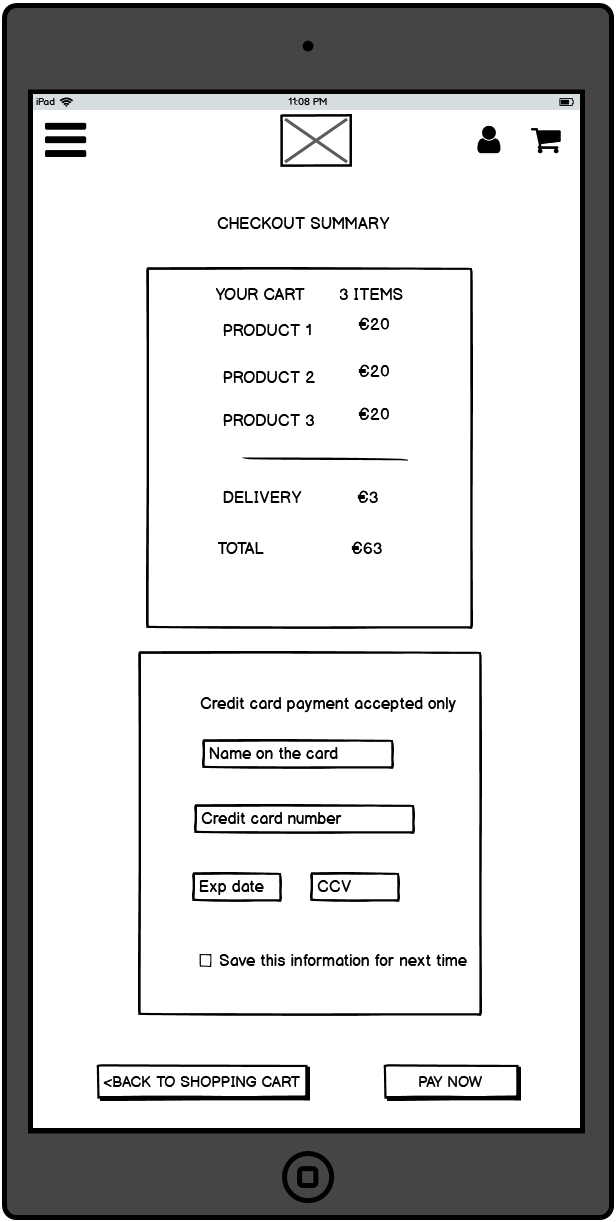 iPad 11:08 PM
CHECKOUT SUMMARY
YOUR CART 3 ITEMS
PRODUCT 1 €20
PRODUCT 2 €20
PRODUCT 3 €20
DELIVERY €3
TOTAL €63
Credit card payment accepted only
Name on the card
Credit card number
Exp date CCV
Save this information for next time
<BACK TO SHOPPING CART PAY NOW